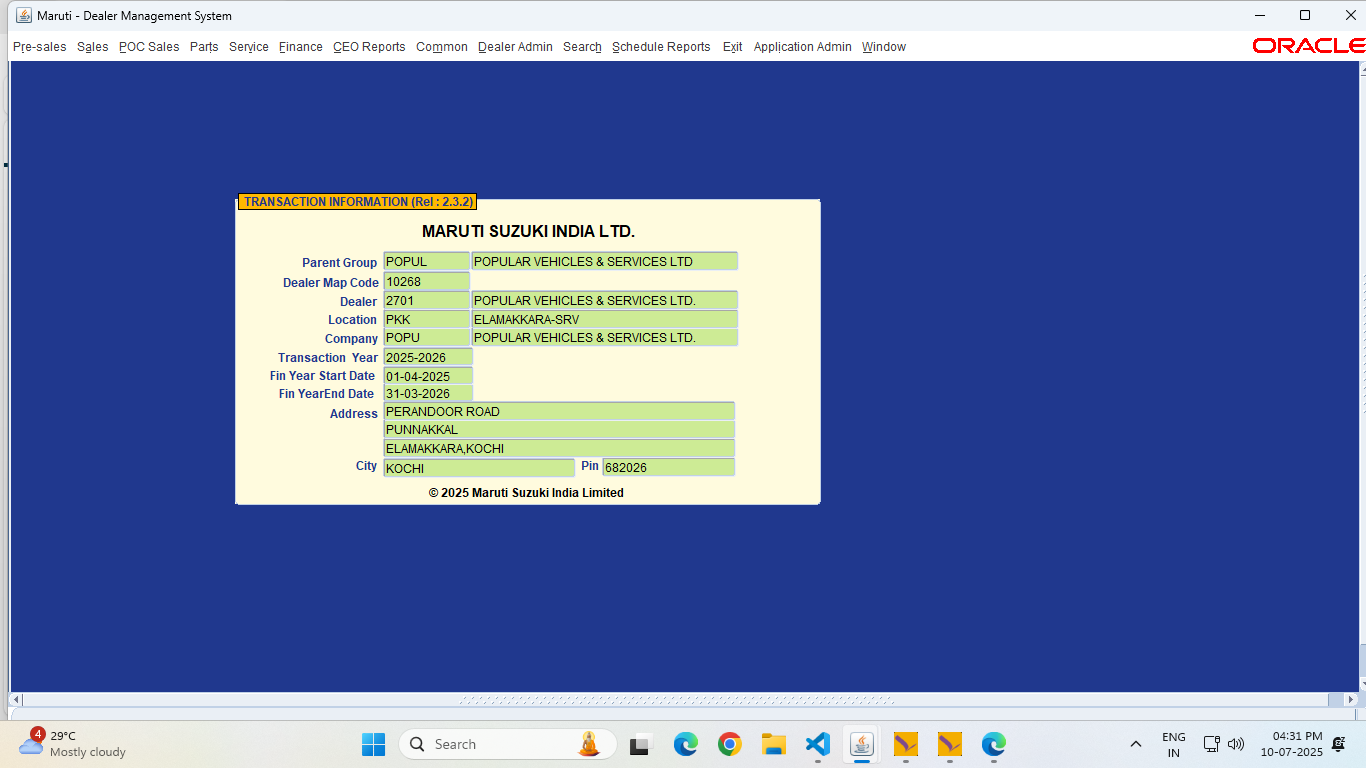 Maruti - Dealer Management System
Pre-sales Sales POC Sales Parts Service Finance CEO Reports Common Dealer Admin Search Schedule Reports Exit Application Admin Window ORACLE
TRANSACTION INFORMATION (Rel : 2.3.2)
MARUTI SUZUKI INDIA LTD.
Parent Group POPUL POPULAR VEHICLES & SERVICES LTD
Dealer Map Code 10268
Dealer 2701 POPULAR VEHICLES & SERVICES LTD.
Location PKK ELAMAKKARA-SRV
Company POPU POPULAR VEHICLES & SERVICES LTD.
Transaction Year 2025-2026
Fin Year Start Date 01-04-2025
Fin YearEnd Date 31-03-2026
Address PERANDOOR ROAD
PUNNAKKAL
ELAMAKKARA,KOCHI
City KOCHI Pin 682026
© 2025 Maruti Suzuki India Limited
4 29°C
Mostly cloudy
Search
ENG
IN
04:31 PM
10-07-2025